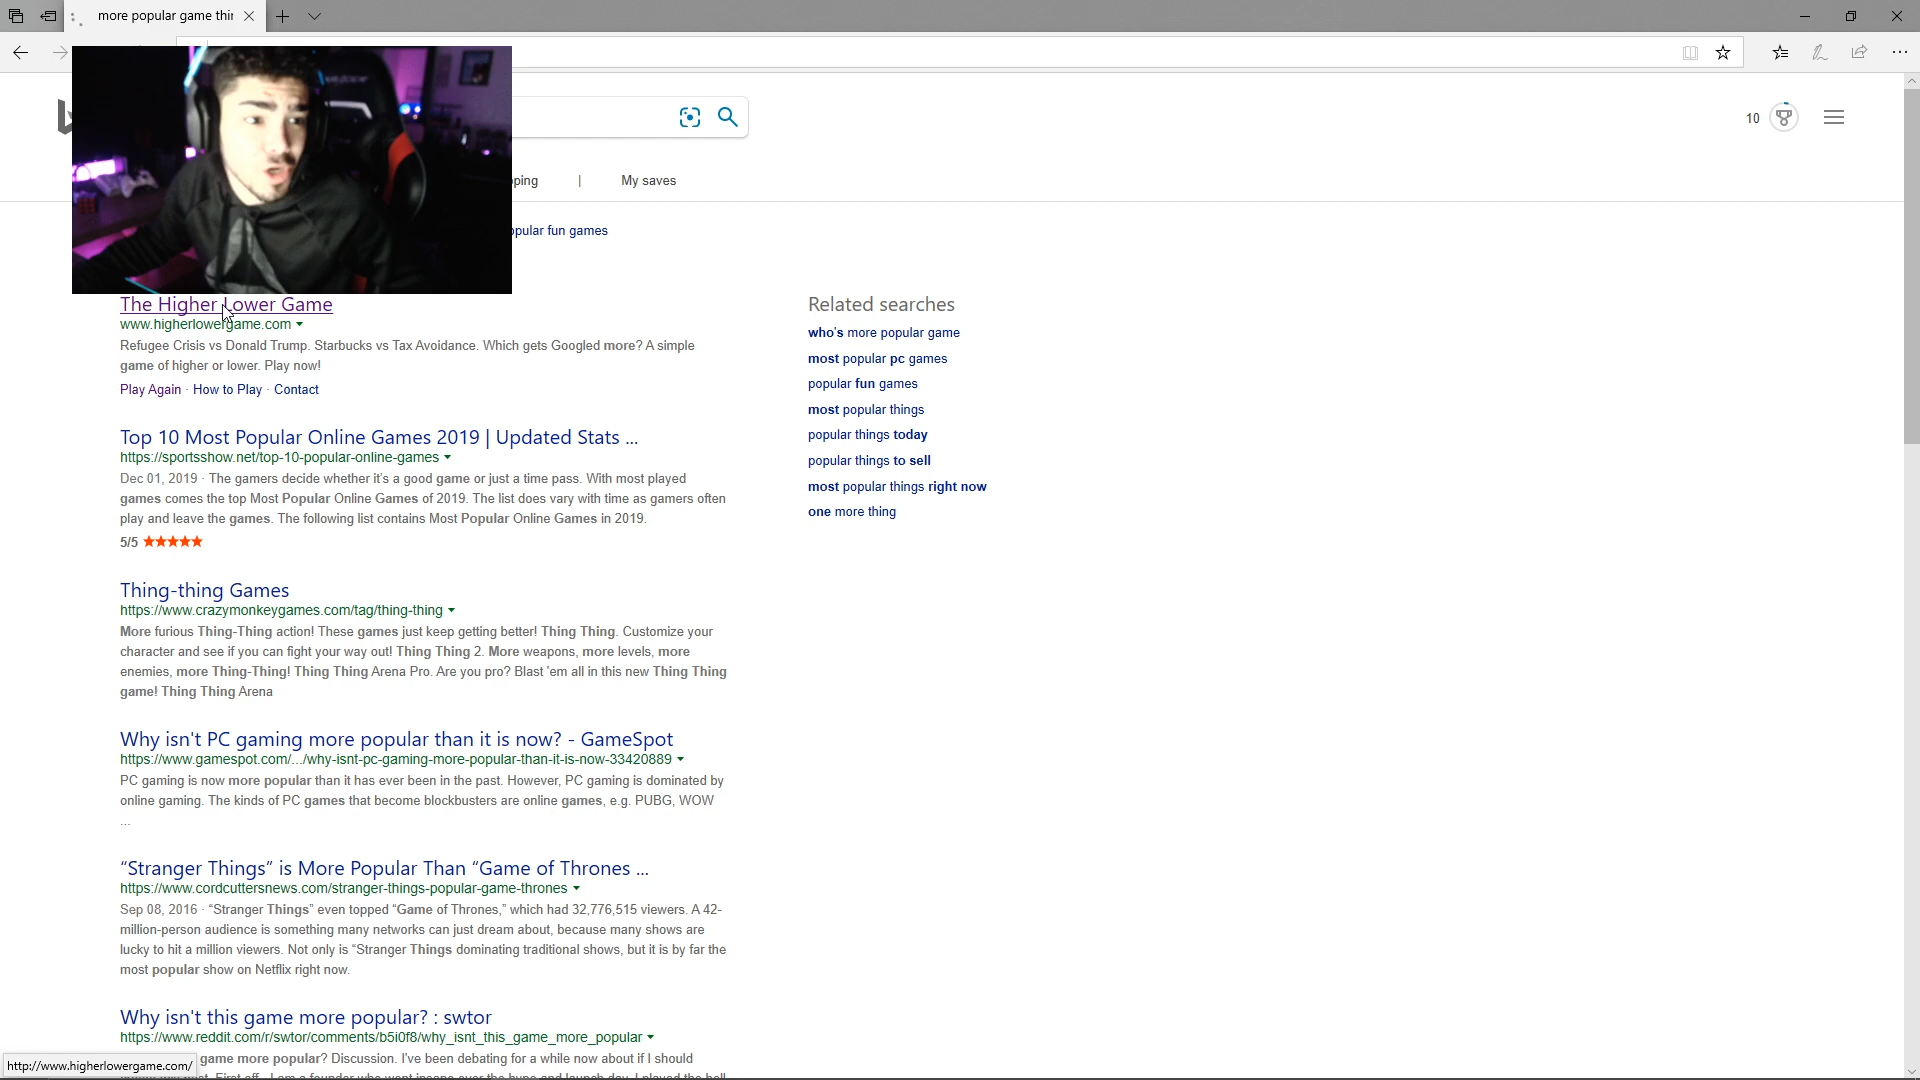 more popular game thir
10
pping | My saves
opular fun games
The Higher Lower Game
www.higherlowergame.com
Refugee Crisis vs Donald Trump. Starbucks vs Tax Avoidance. Which gets Googled more? A simple
game of higher or lower. Play now!
Play Again · How to Play · Contact
Top 10 Most Popular Online Games 2019 | Updated Stats ...
https://sportsshow.net/top-10-popular-online-games
Dec 01, 2019 · The gamers decide whether it's a good game or just a time pass. With most played
games comes the top Most Popular Online Games of 2019. The list does vary with time as gamers often
play and leave the games. The following list contains Most Popular Online Games in 2019.
5/5
Thing-thing Games
https://www.crazymonkeygames.com/tag/thing-thing
More furious Thing-Thing action! These games just keep getting better! Thing Thing. Customize your
character and see if you can fight your way out! Thing Thing 2. More weapons, more levels, more
enemies, more Thing-Thing! Thing Thing Arena Pro. Are you pro? Blast 'em all in this new Thing Thing
game! Thing Thing Arena
Why isn't PC gaming more popular than it is now? - GameSpot
https://www.gamespot.com/.../why-isnt-pc-gaming-more-popular-than-it-is-now-33420889
PC gaming is now more popular than it has ever been in the past. However, PC gaming is dominated by
online gaming. The kinds of PC games that become blockbusters are online games, e.g. PUBG, WOW
...
"Stranger Things" is More Popular Than "Game of Thrones ...
https://www.cordcuttersnews.com/stranger-things-popular-game-thrones
Sep 08, 2016 · "Stranger Things" even topped "Game of Thrones," which had 32,776,515 viewers. A 42-
million-person audience is something many networks can just dream about, because many shows are
lucky to hit a million viewers. Not only is "Stranger Things dominating traditional shows, but it is by far the
most popular show on Netflix right now.
Why isn't this game more popular? : swtor
https://www.reddit.com/r/swtor/comments/b5i0f8/why_isnt_this_game_more_popular
game more popular? Discussion. I've been debating for a while now about if I should
http://www.higherlowergame.com/
Related searches
who's more popular game
most popular pc games
popular fun games
most popular things
popular things today
popular things to sell
most popular things right now
one more thing